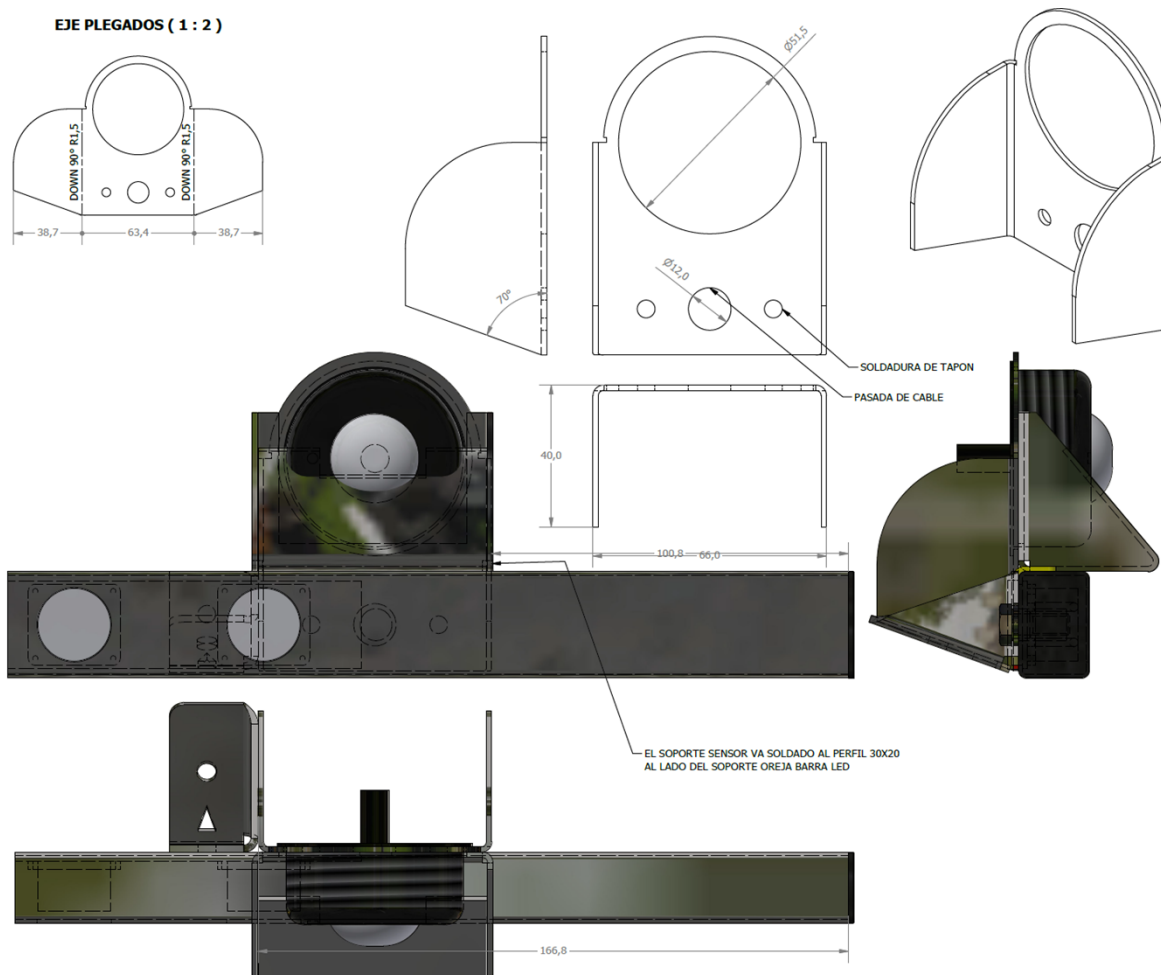 EJE PLEGADOS ( 1 : 2 )
DOWN 90° R1,5
DOWN 90° R1,5
38,7
63,4
38,7
70°
Ø51,5
Ø12,0
SOLDADURA DE TAPON
PASADA DE CABLE
40,0
100,8
66,0
EL SOPORTE SENSOR VA SOLDADO AL PERFIL 30X20
AL LADO DEL SOPORTE OREJA BARRA LED
166,8